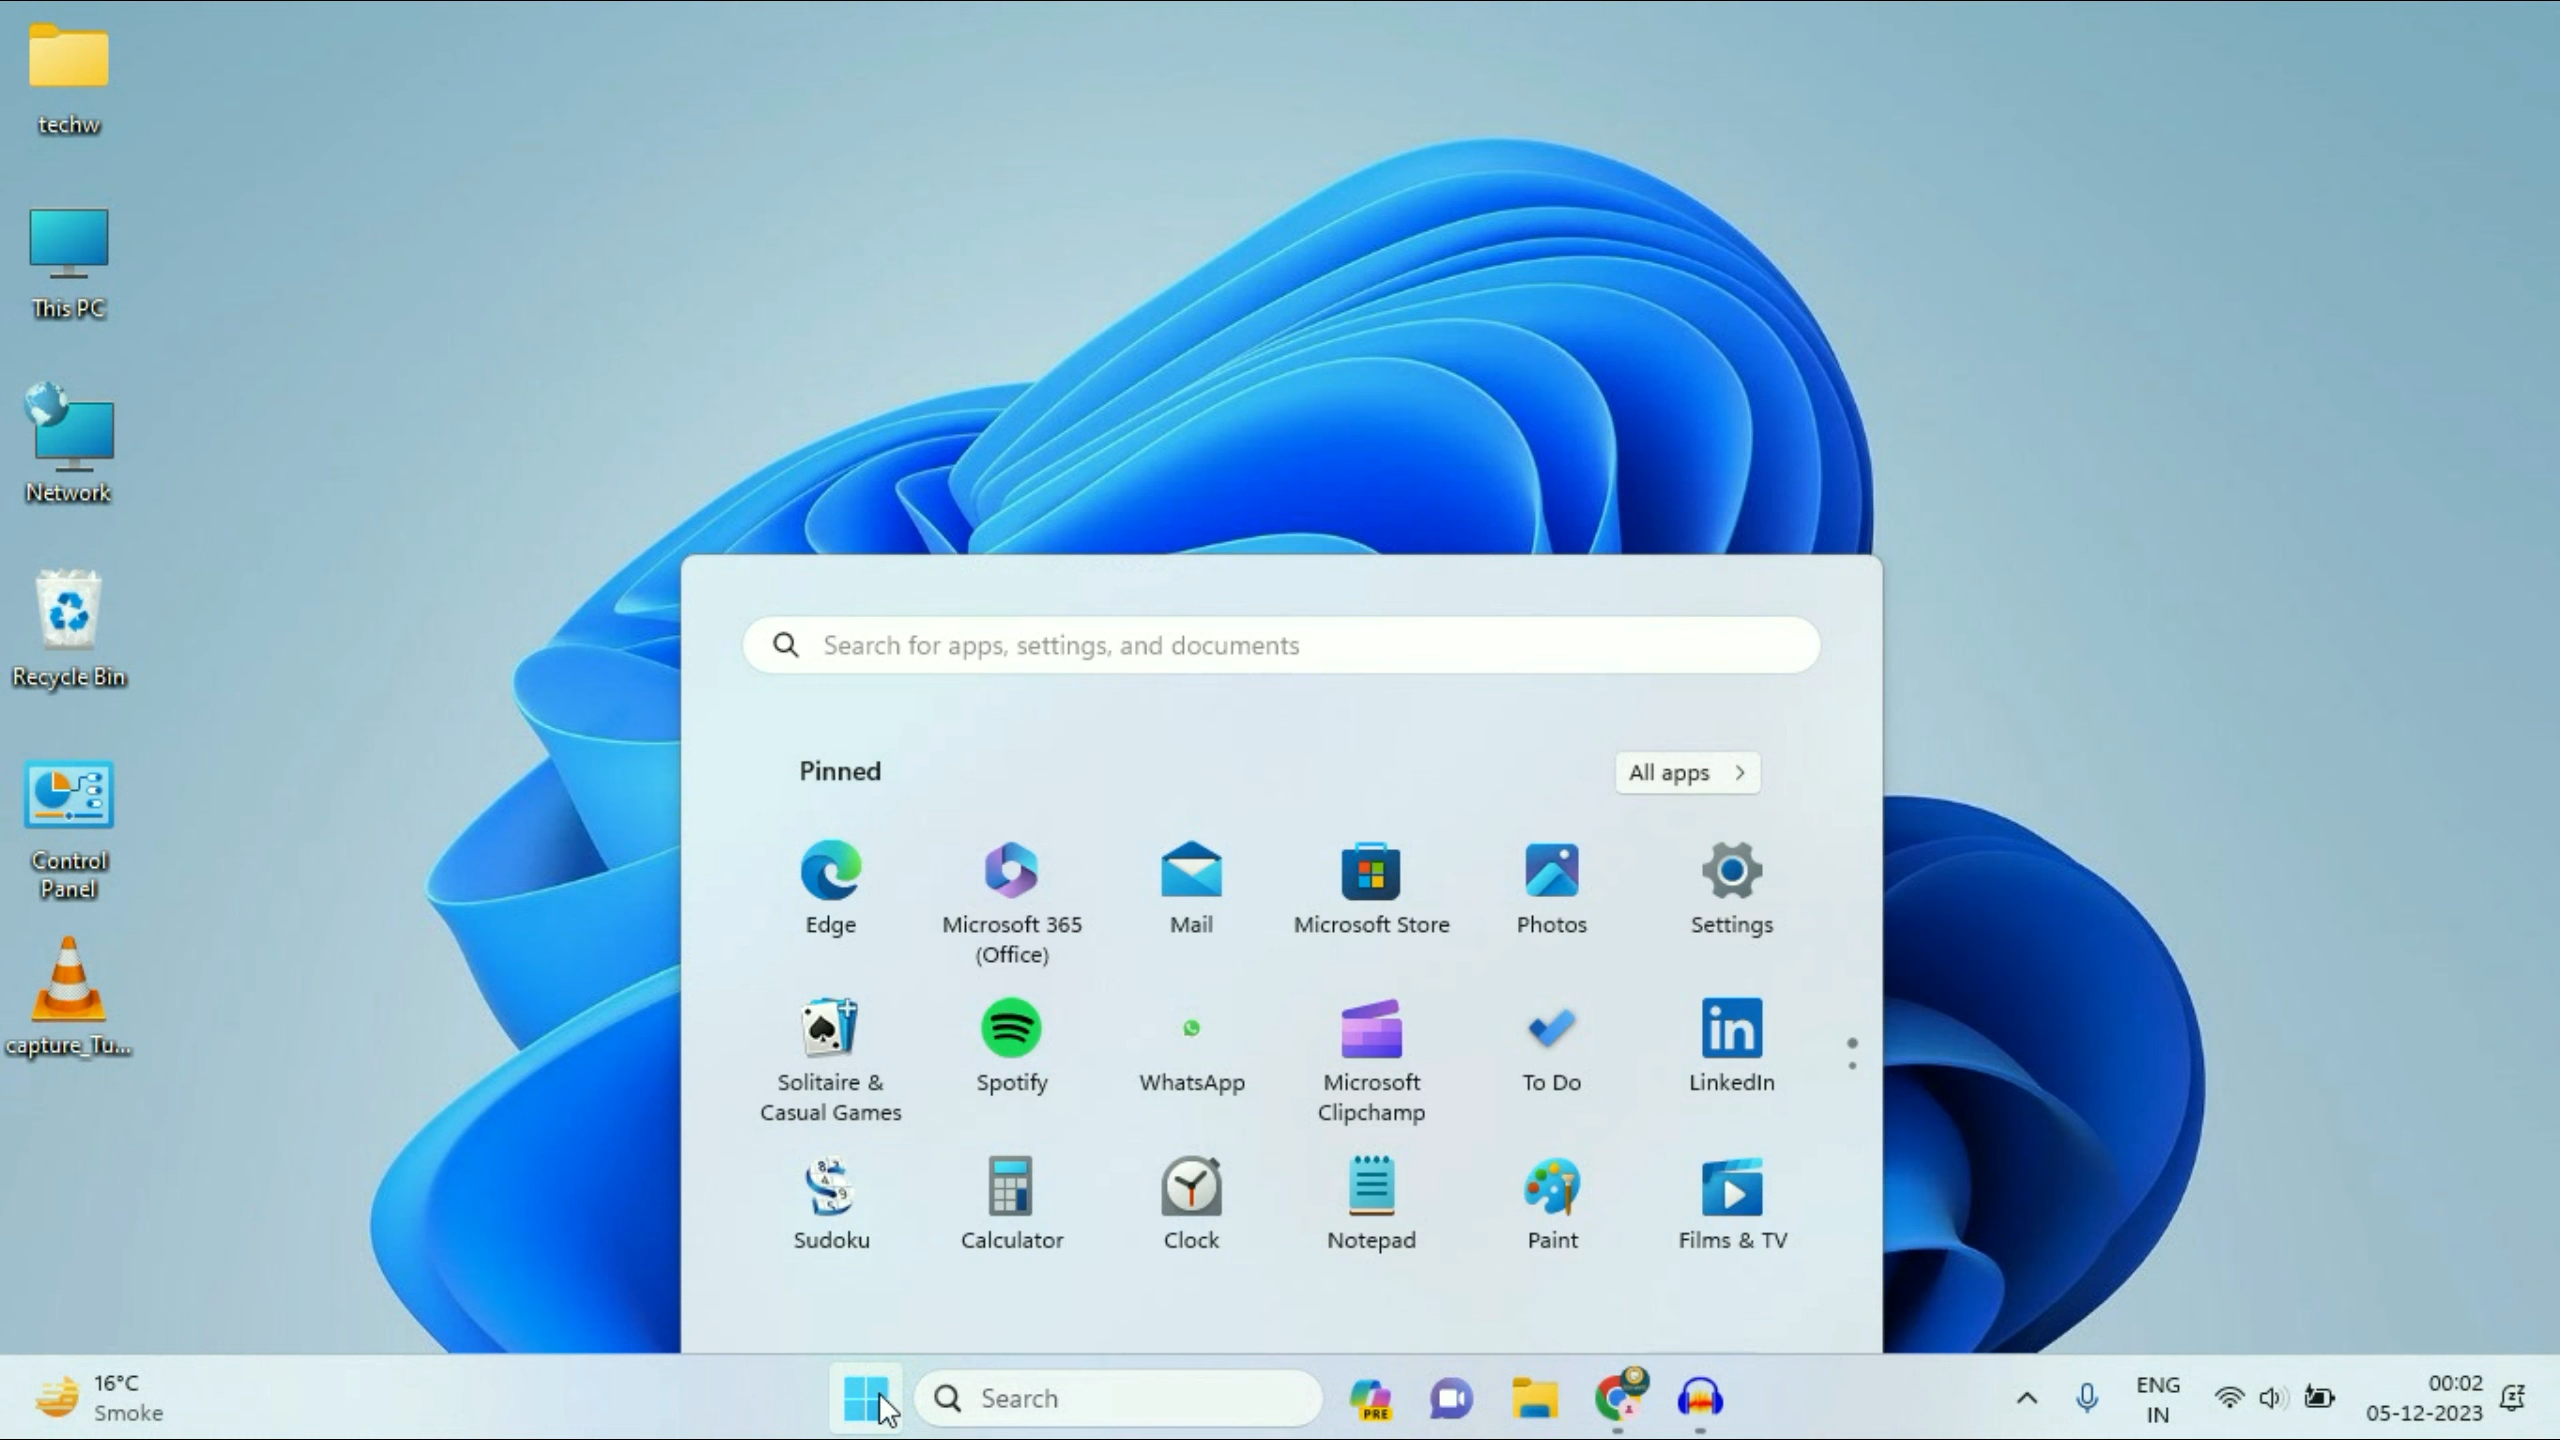 techw
This PC
Network
Recycle Bin
Control
Panel
capture_Tu...
Search for apps, settings, and documents
Pinned
All apps
Edge
Microsoft 365
(Office)
Mail
Microsoft Store
Photos
Settings
Solitaire &
Casual Games
Spotify
WhatsApp
Microsoft
Clipchamp
To Do
LinkedIn
Sudoku
Calculator
Clock
Notepad
Paint
Films & TV
16°C
Smoke
Search
PRE
ENG
IN
00:02
05-12-2023